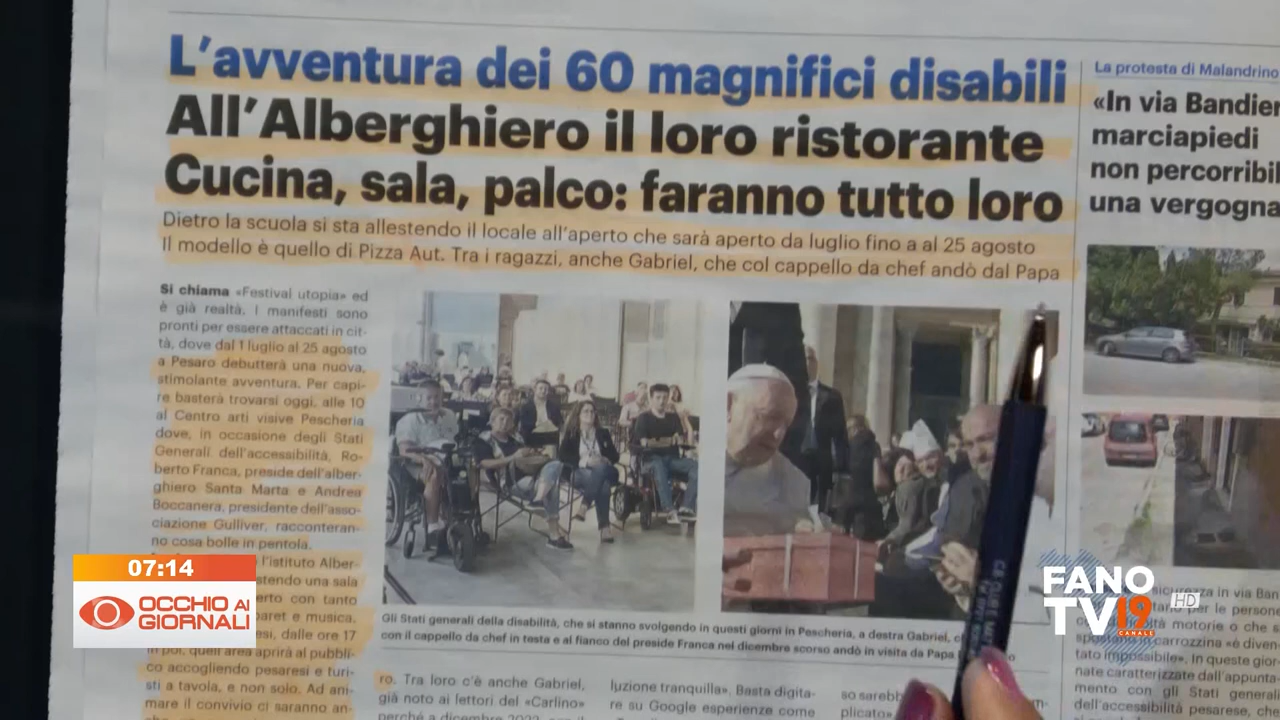 L'avventura dei 60 magnifici disabili
All'Alberghiero il loro ristorante
Cucina, sala, palco: faranno tutto loro
Dietro la scuola si sta allestendo il locale all'aperto che sarà aperto da luglio fino a al 25 agosto
Il modello è quello di Pizza Aut. Tra i ragazzi, anche Gabriel, che col cappello da chef andò dal Papa
Si chiama «Festival utopia» ed
è già realtà. I manifesti sono
pronti per essere attaccati in cit-
tà, dove dal 1 luglio al 25 agosto
a Pesaro debutterà una nuova,
stimolante avventura. Per capi-
re basterà trovarsi oggi, alle 10
al Centro arti visive Pescheria
dove, in occasione degli Stati
Generali dell'accessibilità, Ro-
berto Franca, preside dell'alber-
ghiero Santa Marta e Andrea
Boccanera, presidente dell'asso-
ciazione Gulliver, racconteran-
no cosa bolle in pentola.
l'istituto Alber-
stendo una sala
erto con tanto
baret e musica.
esi, dalle ore 17
in poi, quell'area aprirà al pubbli-
co accogliendo pesaresi e turi-
sti a tavola, e non solo. Ad ani-
mare il convivio ci saranno an-
Gli Stati generali della disabilità, che si stanno svolgendo in questi giorni in Pescheria, a destra Gabriel,
con il cappello da chef in testa e al fianco del preside Franca nel dicembre scorso andò in visita da Papa
ro. Tra loro c'è anche Gabriel,
già noto ai lettori del «Carlino»
perché a dicembre 2023, con il
luzione tranquilla». Basta digita-
re su Google esperienze come
so sarebb
plicato»
La protesta di Malandrino
«In via Bandier
marciapiedi
non percorribil
una vergogna
sicurezza in via Ban
per le persone
motorie o che s
in carrozzina «è diven-
tato impossibile». In queste gior-
nate caratterizzate dall'appunta-
mento con gli Stati generali
dell'accessibilità pesarese, che
07:14
OCCHIO AI
GIORNALI
FANO
TV19
CANALE
HD